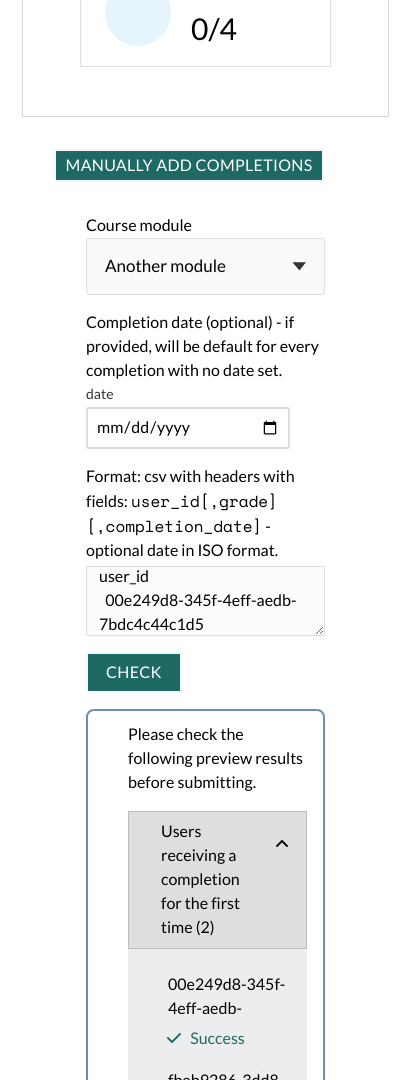 0/4
MANUALLY ADD COMPLETIONS
Course module
Another module
Completion date (optional) - if
provided, will be default for every
completion with no date set.
date
mm/dd/yyyy
Format: csv with headers with
fields: user_id[,grade]
[,completion_date] -
optional date in ISO format.
user_id
00e249d8-345f-4eff-aedb-
7bdc4c44c1d5
CHECK
Please check the
following preview results
before submitting.
Users
receiving a
completion
for the first
time (2)
00e249d8-345f-
4eff-aedb-
Success